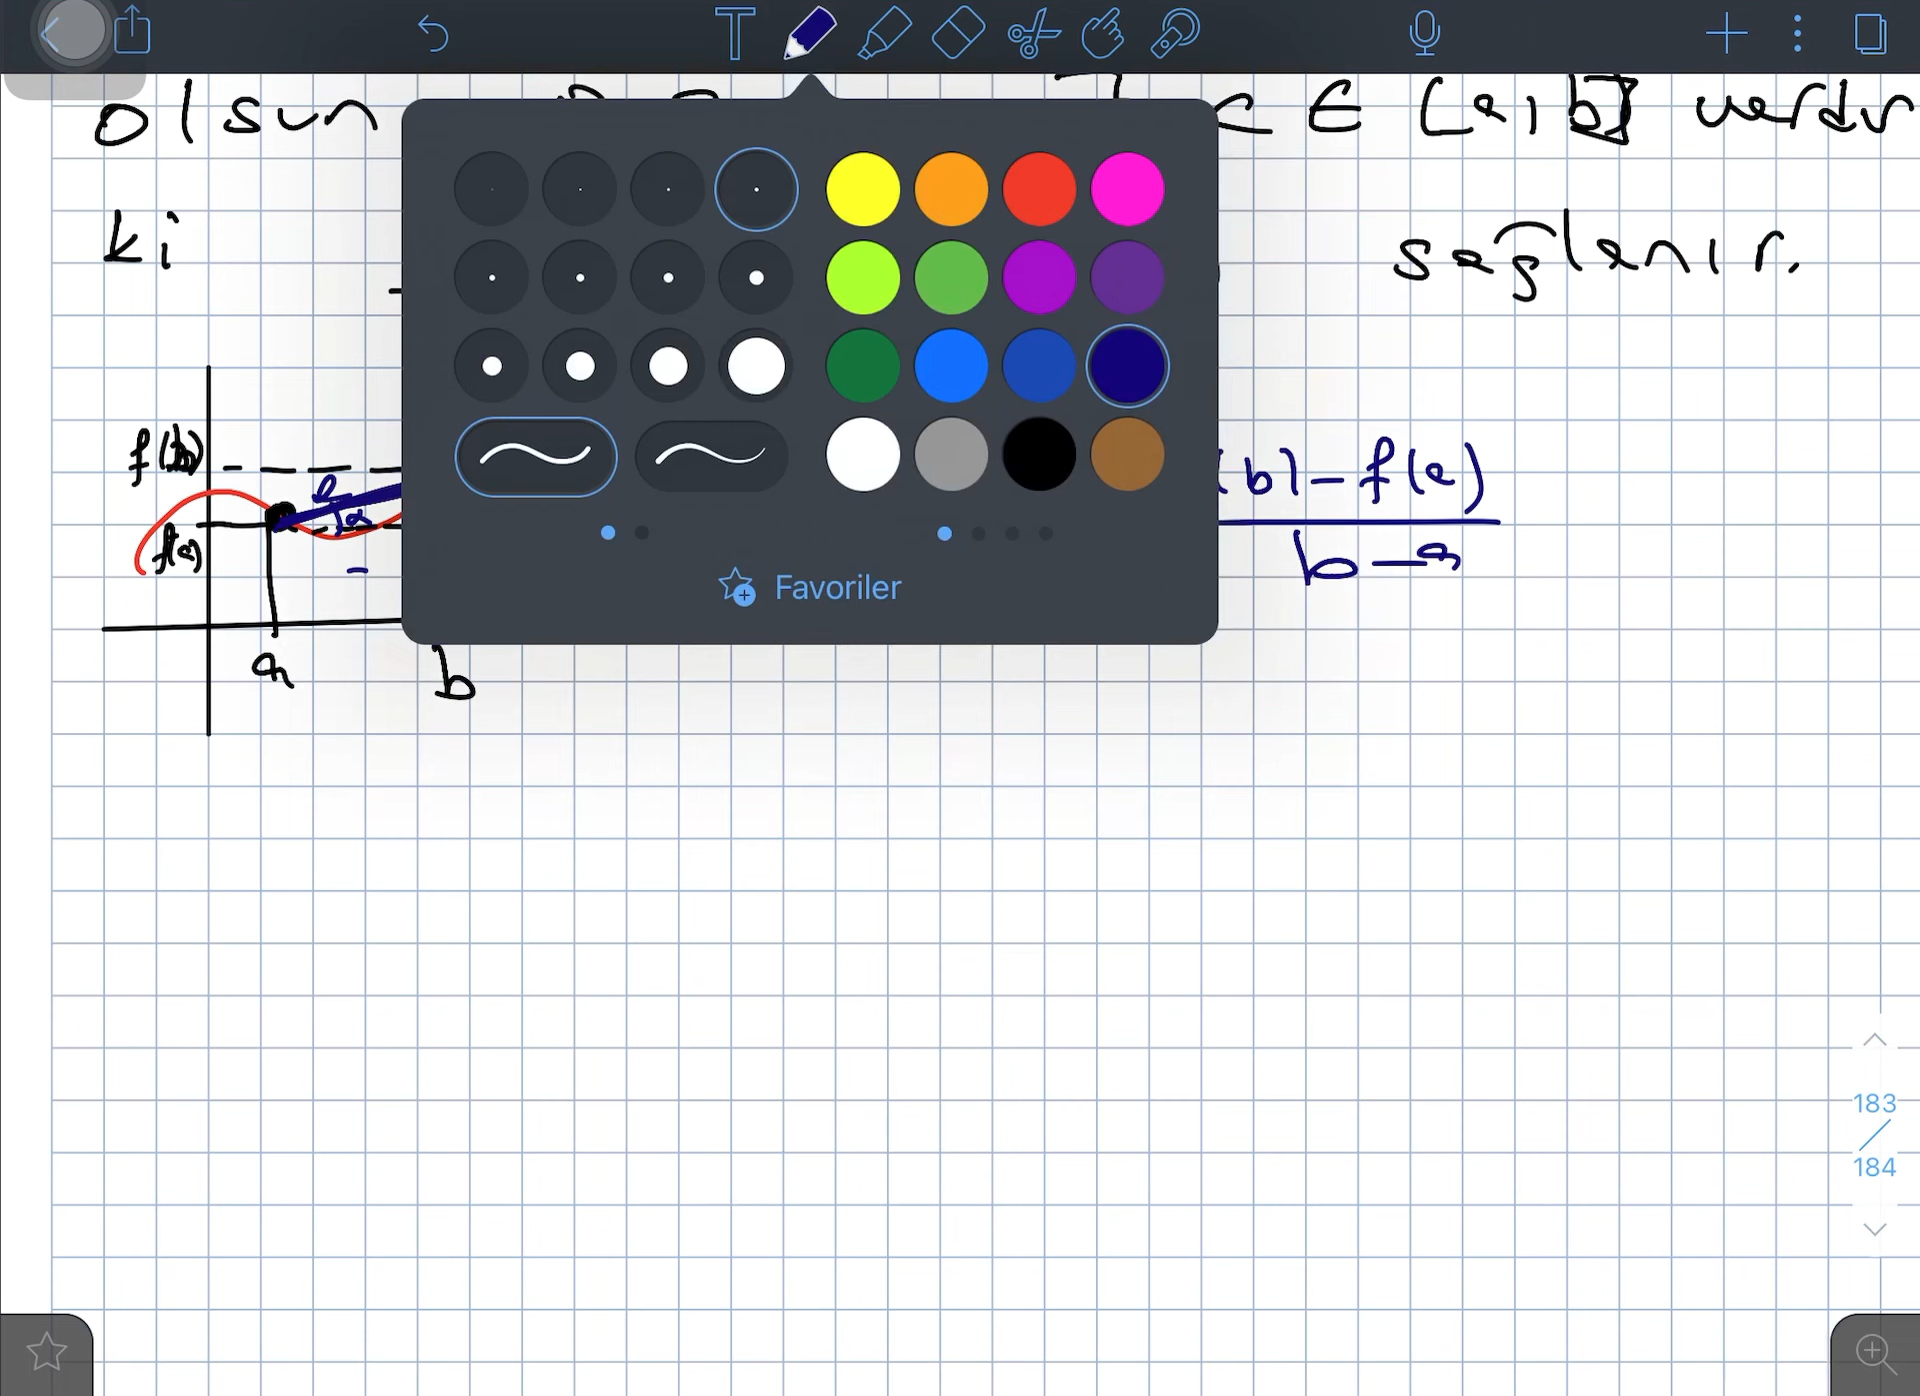 olsun c ∈ [a,b] vardır
ki sağlanır.
f(b)
f(a)
l
α
(b) - f(a)
b - a
a
b
Favoriler
183
184